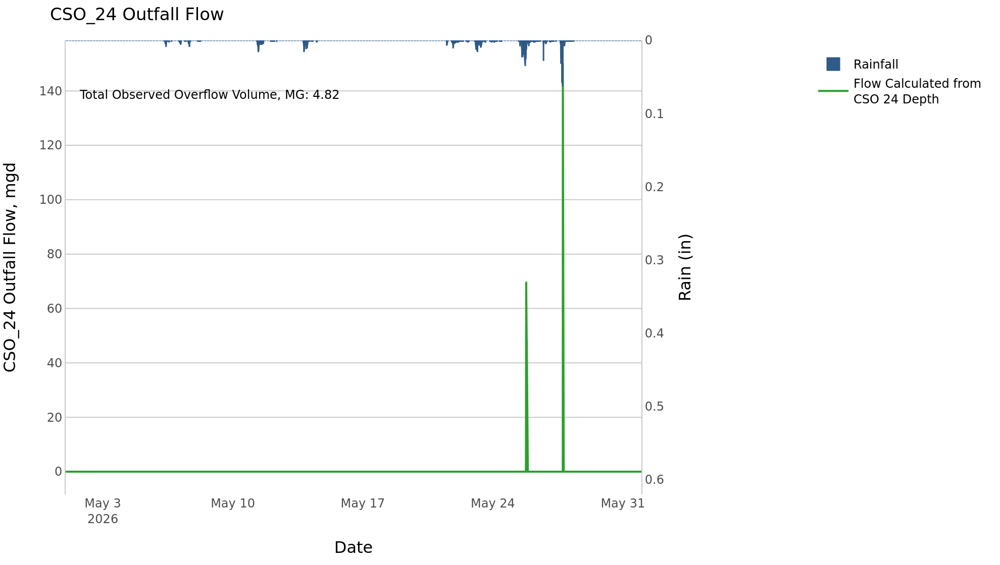 CSO_24 Outfall Flow
Total Observed Overflow Volume, MG: 4.82
CSO_24 Outfall Flow, mgd
140
120
100
80
60
40
20
0
0
0.1
0.2
0.3
0.4
0.5
0.6
Rain (in)
May 3
2026
May 10
May 17
May 24
May 31
Date
Rainfall
Flow Calculated from
CSO 24 Depth